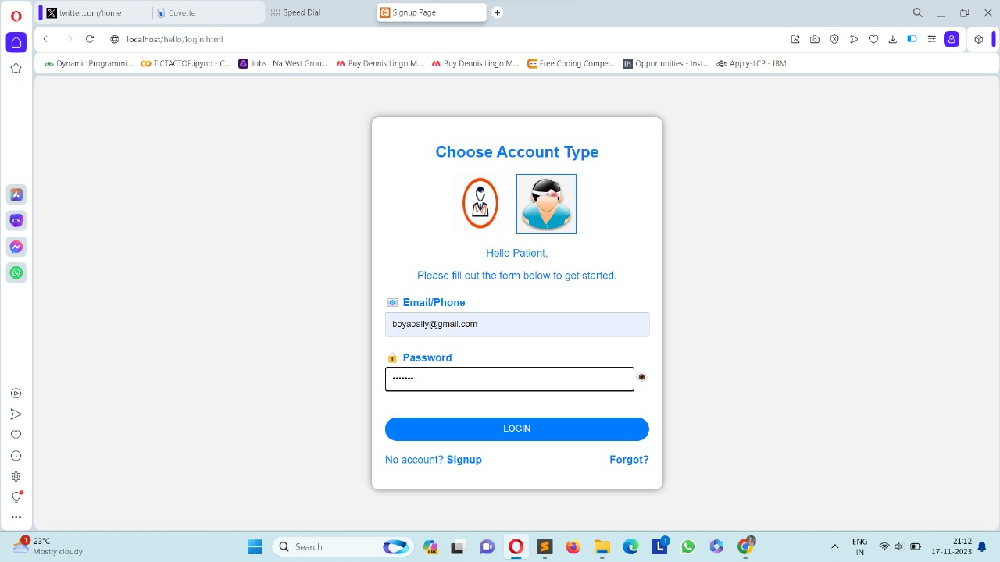 twitter.com/home
Cuvette
Speed Dial
Signup Page
localhost/hello/login.html
Dynamic Programmi...
TICTACTOE.ipynb - C...
Jobs | NatWest Grou...
Buy Dennis Lingo M...
Buy Dennis Lingo M...
Free Coding Compe...
Opportunities - Inst...
Apply-LCP - IBM
Choose Account Type
Hello Patient,
Please fill out the form below to get started.
Email/Phone
boyapally@gmail.com
Password
•••••••
LOGIN
No account? Signup
Forgot?
1
23°C
Mostly cloudy
Search
PRE
1
ENG
IN
21:12
17-11-2023